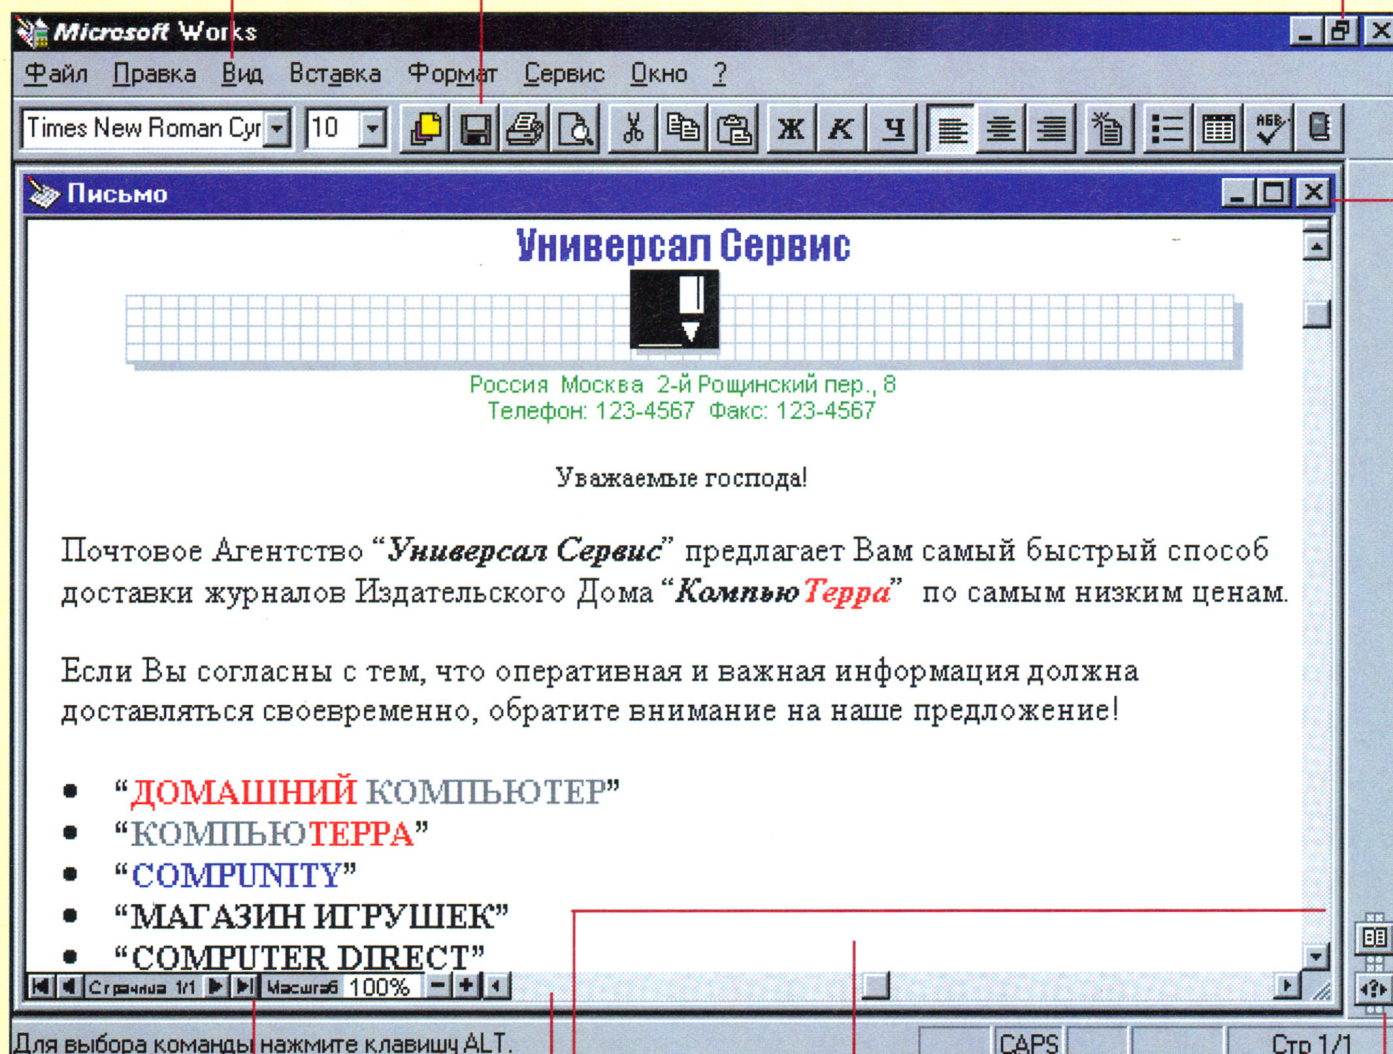 Microsoft Works
Файл Правка Вид Вставка Формат Сервис Окно ?
Times New Roman Cyr 10 Ж К Ч АБВ
Письмо
Универсал Сервис
Россия Москва 2-й Рощинский пер., 8
Телефон: 123-4567 Факс: 123-4567
Уважаемые господа!
Почтовое Агентство “Универсал Сервис” предлагает Вам самый быстрый способ
доставки журналов Издательского Дома “КомпьюТерра” по самым низким ценам.
Если Вы согласны с тем, что оперативная и важная информация должна
доставляться своевременно, обратите внимание на наше предложение!
• “ДОМАШНИЙ КОМПЬЮТЕР”
• “КОМПЬЮТЕРРА”
• “COMPUNITY”
• “МАГАЗИН ИГРУШЕК”
• “COMPUTER DIRECT”
Страница 1/1 Масштаб 100%
Для выбора команды нажмите клавишу ALT. CAPS Стр 1/1